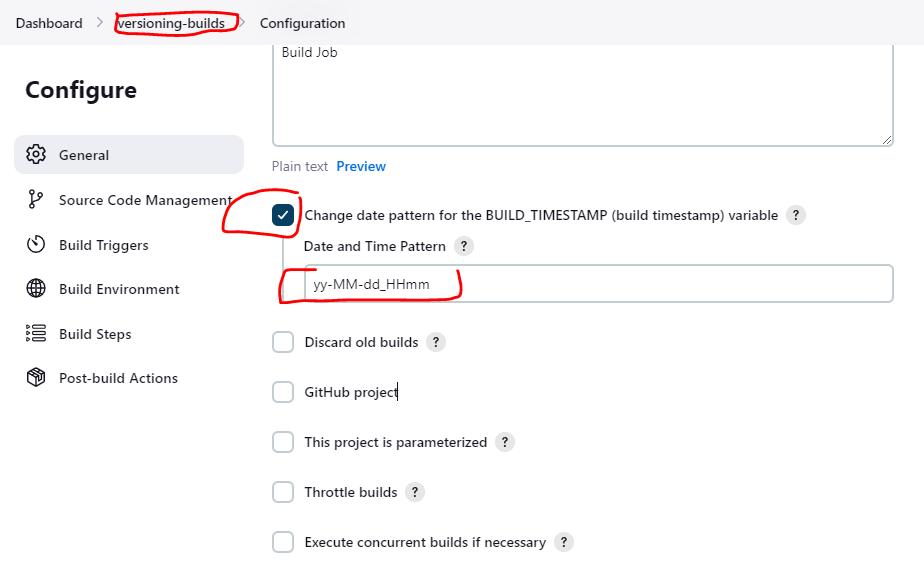 Dashboard > versioning-builds > Configuration
Build Job
Configure
Plain text Preview
General
Source Code Management
Build Triggers
Build Environment
Build Steps
Post-build Actions
Change date pattern for the BUILD_TIMESTAMP (build timestamp) variable ?
Date and Time Pattern ?
yy-MM-dd_HHmm
Discard old builds ?
GitHub project
This project is parameterized ?
Throttle builds ?
Execute concurrent builds if necessary ?